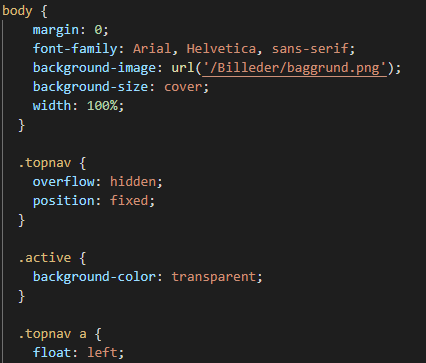 body {
margin: 0;
font-family: Arial, Helvetica, sans-serif;
background-image: url('/Billeder/baggrund.png');
background-size: cover;
width: 100%;
}
.topnav {
overflow: hidden;
position: fixed;
}
.active {
background-color: transparent;
}
.topnav a {
float: left;